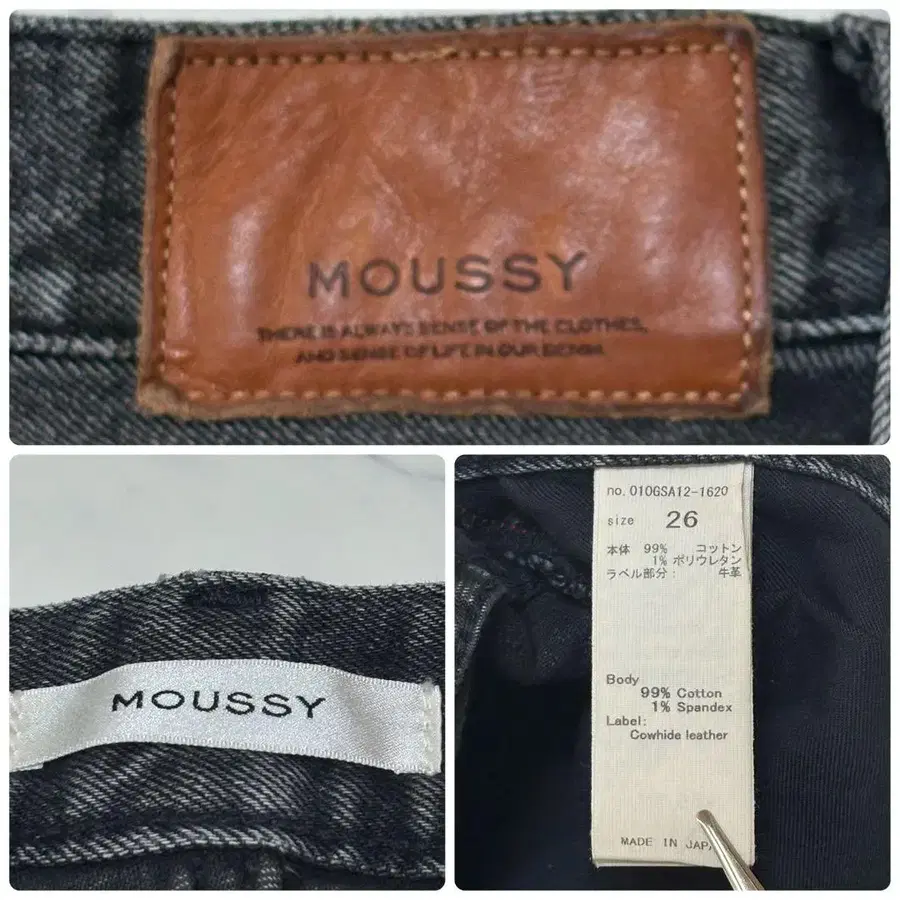 MOUSSY
THERE IS ALWAYS SENSE OF THE CLOTHES,
AND SENSE OF LIFE IN OUR DENIM.
MOUSSY
no. 010GSA12-1620
size 26
本体 99% コットン
1% ポリウレタン
ラベル部分: 牛革
Body
99% Cotton
1% Spandex
Label:
Cowhide leather
MADE IN JAPA